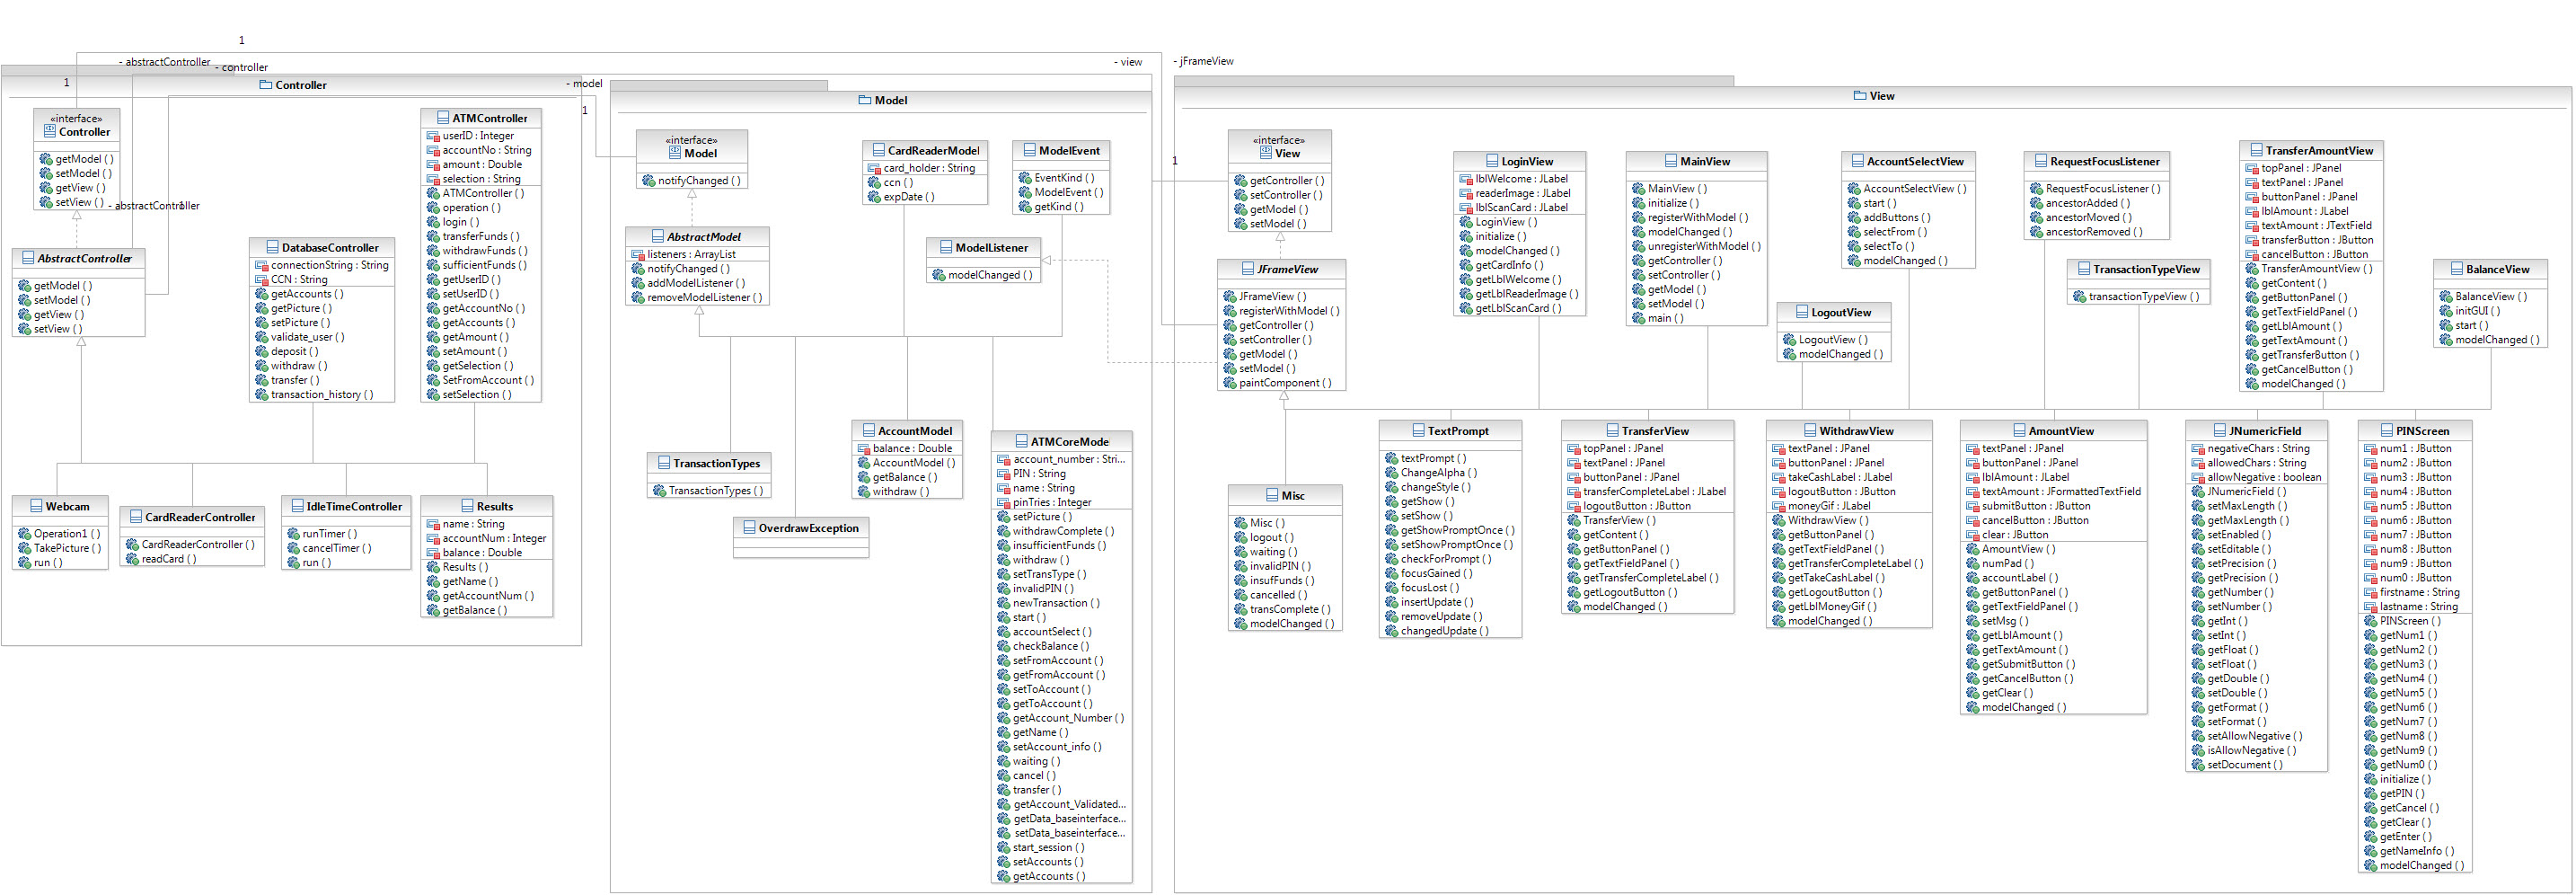 1
- abstractController
- controller
- view
- jFrameView
1
- model
1
1
- abstractController
1
Controller
«interface»
Controller
getModel ( )
setModel ( )
getView ( )
setView ( )
AbstractController
getModel ( )
setModel ( )
getView ( )
setView ( )
DatabaseController
connectionString : String
CCN : String
getAccounts ( )
getPicture ( )
setPicture ( )
validate_user ( )
deposit ( )
withdraw ( )
transfer ( )
transaction_history ( )
ATMController
userID : Integer
accountNo : String
amount : Double
selection : String
ATMController ( )
operation ( )
login ( )
transferFunds ( )
withdrawFunds ( )
sufficientFunds ( )
getUserID ( )
setUserID ( )
getAccountNo ( )
getAccounts ( )
getAmount ( )
setAmount ( )
getSelection ( )
SetFromAccount ( )
setSelection ( )
Webcam
Operation1 ( )
TakePicture ( )
run ( )
CardReaderController
CardReaderController ( )
readCard ( )
IdleTimeController
runTimer ( )
cancelTimer ( )
run ( )
Results
name : String
accountNum : Integer
balance : Double
Results ( )
getName ( )
getAccountNum ( )
getBalance ( )
Model
«interface»
Model
notifyChanged ( )
AbstractModel
listeners : ArrayList
notifyChanged ( )
addModelListener ( )
removeModelListener ( )
CardReaderModel
card_holder : String
ccn ( )
expDate ( )
ModelEvent
EventKind ( )
ModelEvent ( )
getKind ( )
ModelListener
modelChanged ( )
TransactionTypes
TransactionTypes ( )
OverdrawException
AccountModel
balance : Double
AccountModel ( )
getBalance ( )
withdraw ( )
ATMCoreMode
account_number : Stri...
PIN : String
name : String
pinTries : Integer
setPicture ( )
withdrawComplete ( )
insufficientFunds ( )
withdraw ( )
setTransType ( )
invalidPIN ( )
newTransaction ( )
start ( )
accountSelect ( )
checkBalance ( )
setFromAccount ( )
getFromAccount ( )
setToAccount ( )
getToAccount ( )
getAccount_Number ( )
getName ( )
setAccount_info ( )
waiting ( )
cancel ( )
transfer ( )
getAccount_Validated...
getData_baseinterface...
setData_baseinterface...
start_session ( )
setAccounts ( )
getAccounts ( )
View
«interface»
View
getController ( )
setController ( )
getModel ( )
setModel ( )
JFrameView
JFrameView ( )
registerWithModel ( )
getController ( )
setController ( )
getModel ( )
setModel ( )
paintComponent ( )
LoginView
lblWelcome : JLabel
readerImage : JLabel
lblScanCard : JLabel
LoginView ( )
initialize ( )
modelChanged ( )
getCardInfo ( )
getLblWelcome ( )
getLblReaderImage ( )
getLblScanCard ( )
MainView
MainView ( )
initialize ( )
registerWithModel ( )
modelChanged ( )
unregisterWithModel ( )
getController ( )
setController ( )
getModel ( )
setModel ( )
main ( )
LogoutView
LogoutView ( )
modelChanged ( )
AccountSelectView
AccountSelectView ( )
start ( )
addButtons ( )
selectFrom ( )
selectTo ( )
modelChanged ( )
RequestFocusListener
RequestFocusListener ( )
ancestorAdded ( )
ancestorMoved ( )
ancestorRemoved ( )
TransactionTypeView
transactionTypeView ( )
TransferAmountView
topPanel : JPanel
textPanel : JPanel
buttonPanel : JPanel
lblAmount : JLabel
textAmount : JTextField
transferButton : JButton
cancelButton : JButton
TransferAmountView ( )
getContent ( )
getButtonPanel ( )
getTextFieldPanel ( )
getLblAmount ( )
getTextAmount ( )
getTransferButton ( )
getCancelButton ( )
modelChanged ( )
BalanceView
BalanceView ( )
initGUI ( )
start ( )
modelChanged ( )
Misc
Misc ( )
logout ( )
waiting ( )
invalidPIN ( )
insufFunds ( )
cancelled ( )
transComplete ( )
modelChanged ( )
TextPrompt
textPrompt ( )
ChangeAlpha ( )
changeStyle ( )
getShow ( )
setShow ( )
getShowPromptOnce ( )
setShowPromptOnce ( )
checkForPrompt ( )
focusGained ( )
focusLost ( )
insertUpdate ( )
removeUpdate ( )
changedUpdate ( )
TransferView
topPanel : JPanel
textPanel : JPanel
buttonPanel : JPanel
transferCompleteLabel : JLabel
logoutButton : JButton
TransferView ( )
getContent ( )
getButtonPanel ( )
getTextFieldPanel ( )
getTransferCompleteLabel ( )
getLogoutButton ( )
modelChanged ( )
WithdrawView
textPanel : JPanel
buttonPanel : JPanel
takeCashLabel : JLabel
logoutButton : JButton
moneyGif : JLabel
WithdrawView ( )
getButtonPanel ( )
getTextFieldPanel ( )
getTransferCompleteLabel ( )
getTakeCashLabel ( )
getLogoutButton ( )
getLblMoneyGif ( )
modelChanged ( )
AmountView
textPanel : JPanel
buttonPanel : JPanel
lblAmount : JLabel
textAmount : JFormattedTextField
submitButton : JButton
cancelButton : JButton
clear : JButton
AmountView ( )
numPad ( )
accountLabel ( )
getButtonPanel ( )
getTextFieldPanel ( )
setMsg ( )
getLblAmount ( )
getTextAmount ( )
getSubmitButton ( )
getCancelButton ( )
getClear ( )
modelChanged ( )
JNumericField
negativeChars : String
allowedChars : String
allowNegative : boolean
JNumericField ( )
setMaxLength ( )
getMaxLength ( )
setEnabled ( )
setEditable ( )
setPrecision ( )
getPrecision ( )
getNumber ( )
setNumber ( )
getInt ( )
setInt ( )
getFloat ( )
setFloat ( )
getDouble ( )
setDouble ( )
getFormat ( )
setFormat ( )
setAllowNegative ( )
isAllowNegative ( )
setDocument ( )
PINScreen
num1 : JButton
num2 : JButton
num3 : JButton
num4 : JButton
num5 : JButton
num6 : JButton
num7 : JButton
num8 : JButton
num9 : JButton
num0 : JButton
firstname : String
lastname : String
PINScreen ( )
getNum1 ( )
getNum2 ( )
getNum3 ( )
getNum4 ( )
getNum5 ( )
getNum6 ( )
getNum7 ( )
getNum8 ( )
getNum9 ( )
getNum0 ( )
initialize ( )
getPIN ( )
getCancel ( )
getClear ( )
getEnter ( )
getNameInfo ( )
modelChanged ( )